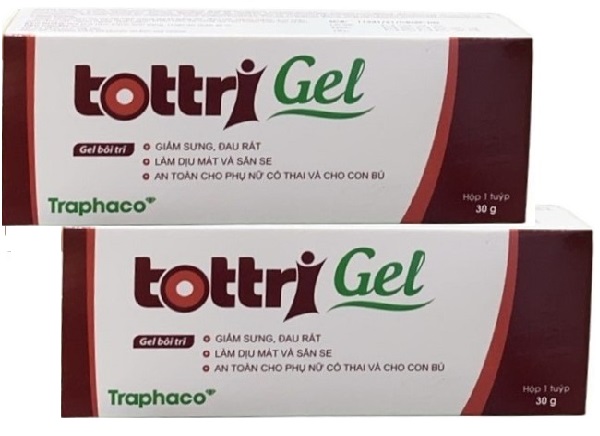 tottri Gel
Gel bôi trĩ
GIẢM SƯNG, ĐAU RÁT
LÀM DỊU MÁT VÀ SĂN SE
AN TOÀN CHO PHỤ NỮ CÓ THAI VÀ CHO CON BÚ
Traphaco
Hộp 1 tuýp
30 g
tottri Gel
Gel bôi trĩ
GIẢM SƯNG, ĐAU RÁT
LÀM DỊU MÁT VÀ SĂN SE
AN TOÀN CHO PHỤ NỮ CÓ THAI VÀ CHO CON BÚ
Traphaco
Hộp 1 tuýp
30 g